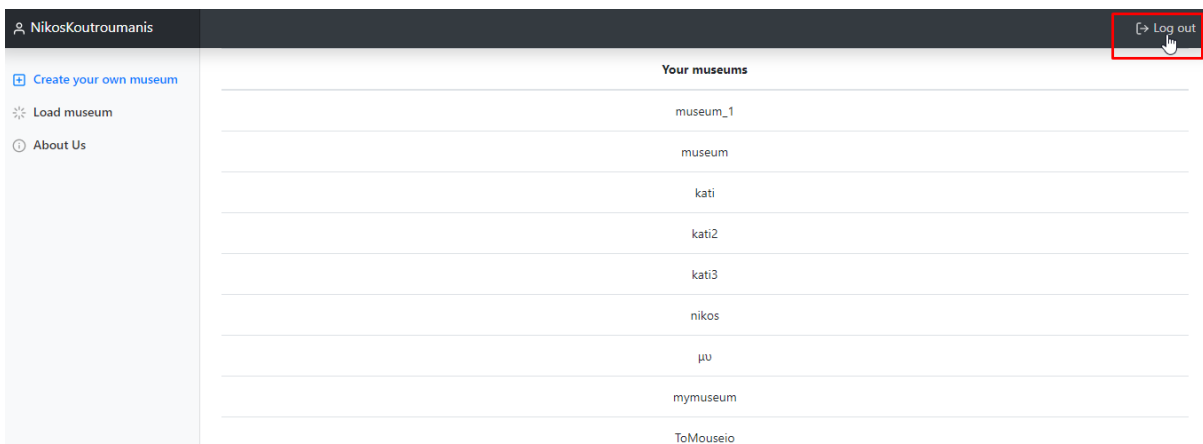 NikosKoutroumanis
Log out
Create your own museum
Load museum
About Us
Your museums
museum_1
museum
kati
kati2
kati3
nikos
μυ
mymuseum
ToMouseio